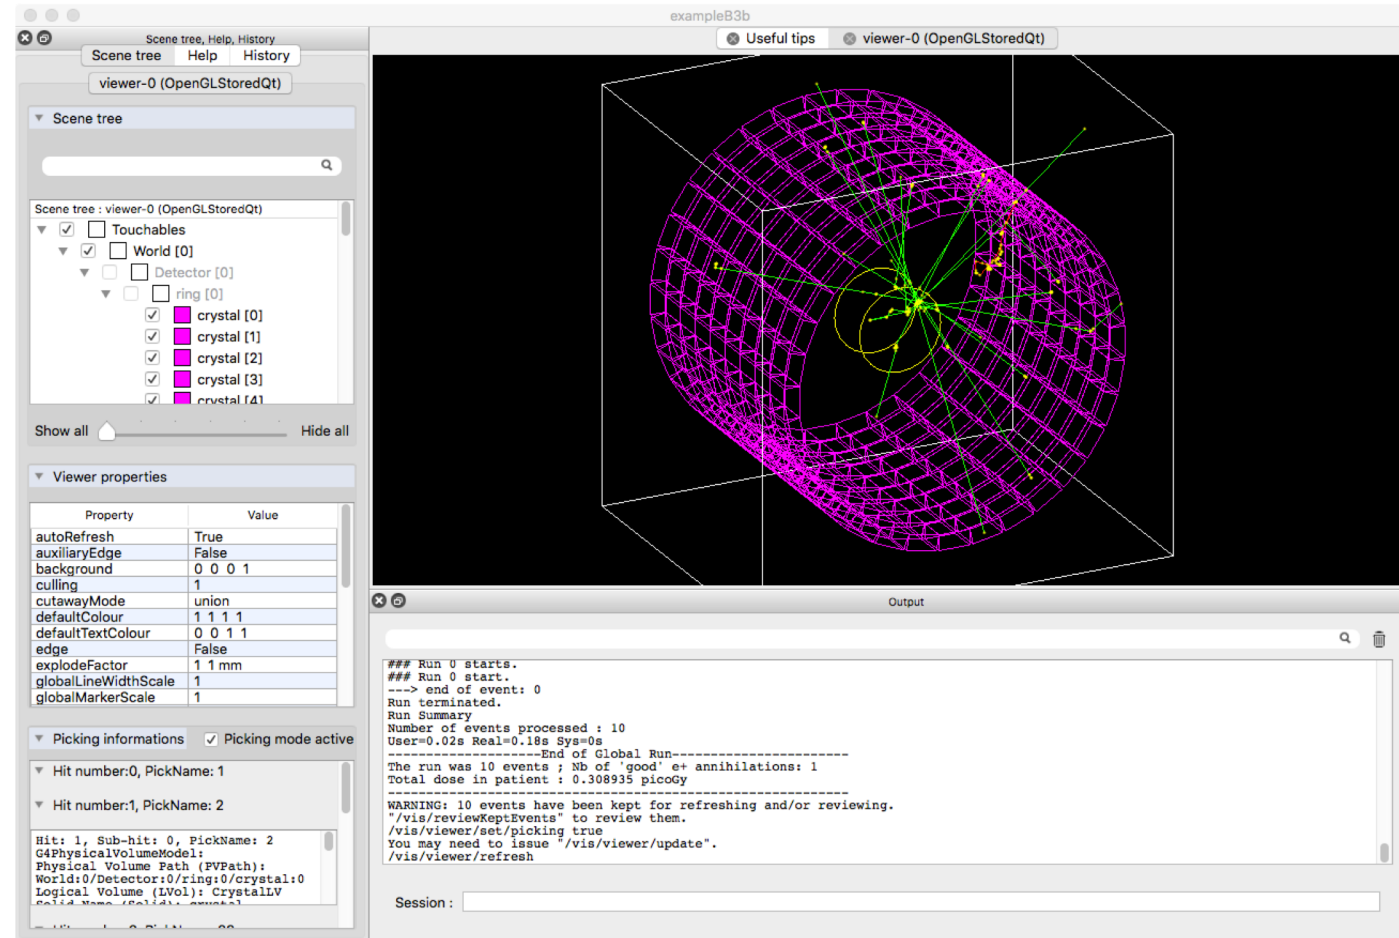 exampleB3b
Scene tree, Help, History
Scene tree Help History
viewer-0 (OpenGLStoredQt)
Scene tree
Scene tree : viewer-0 (OpenGLStoredQt)
Touchables
World [0]
Detector [0]
ring [0]
crystal [0]
crystal [1]
crystal [2]
crystal [3]
crystal [4]
Show all Hide all
Viewer properties
Property Value
autoRefresh True
auxiliaryEdge False
background 0 0 0 1
culling 1
cutawayMode union
defaultColour 1 1 1 1
defaultTextColour 0 0 1 1
edge False
explodeFactor 1 1 mm
globalLineWidthScale 1
globalMarkerScale 1
Picking informations Picking mode active
Hit number:0, PickName: 1
Hit number:1, PickName: 2
Hit: 1, Sub-hit: 0, PickName: 2
G4PhysicalVolumeModel:
Physical Volume Path (PVPath):
World:0/Detector:0/ring:0/crystal:0
Logical Volume (LVol): CrystalLV
Solid Name (Solid): crystal
Useful tips viewer-0 (OpenGLStoredQt)
Output
### Run 0 starts.
### Run 0 start.
---> end of event: 0
Run terminated.
Run Summary
Number of events processed : 10
User=0.02s Real=0.18s Sys=0s
--------------------End of Global Run-----------------------
The run was 10 events ; Nb of 'good' e+ annihilations: 1
Total dose in patient : 0.308935 picoGy
------------------------------------------------------------
WARNING: 10 events have been kept for refreshing and/or reviewing.
"/vis/reviewKeptEvents" to review them.
/vis/viewer/set/picking true
You may need to issue "/vis/viewer/update".
/vis/viewer/refresh
Session :